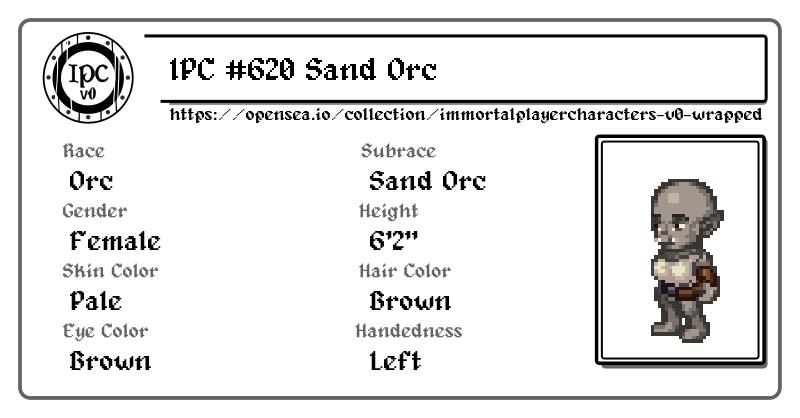 IPC
v0
IPC #620 Sand Orc
https://opensea.io/collection/immortalplayercharacters-v0-wrapped
Race
Subrace
Orc
Sand Orc
Gender
Height
Female
6'2"
Skin Color
Hair Color
Pale
Brown
Eye Color
Handedness
Brown
Left